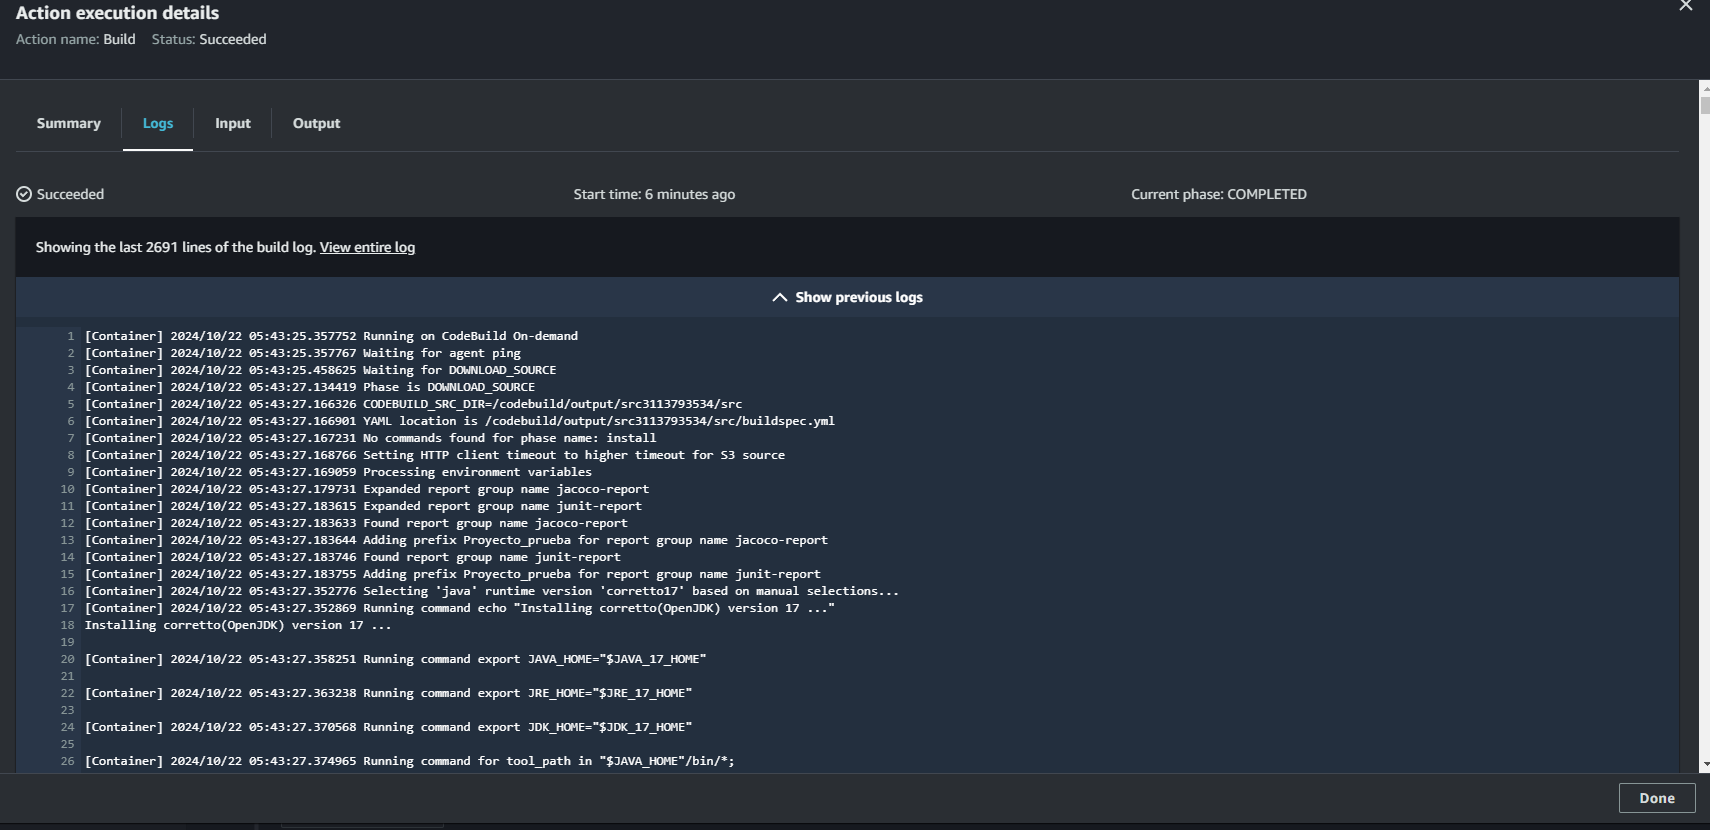 Action execution details
Action name: Build Status: Succeeded
Summary Logs Input Output
Succeeded Start time: 6 minutes ago Current phase: COMPLETED
Showing the last 2691 lines of the build log. View entire log
Show previous logs
1 [Container] 2024/10/22 05:43:25.357752 Running on CodeBuild On-demand
2 [Container] 2024/10/22 05:43:25.357767 Waiting for agent ping
3 [Container] 2024/10/22 05:43:25.458625 Waiting for DOWNLOAD_SOURCE
4 [Container] 2024/10/22 05:43:27.134419 Phase is DOWNLOAD_SOURCE
5 [Container] 2024/10/22 05:43:27.166326 CODEBUILD_SRC_DIR=/codebuild/output/src3113793534/src
6 [Container] 2024/10/22 05:43:27.166901 YAML location is /codebuild/output/src3113793534/src/buildspec.yml
7 [Container] 2024/10/22 05:43:27.167231 No commands found for phase name: install
8 [Container] 2024/10/22 05:43:27.168766 Setting HTTP client timeout to higher timeout for S3 source
9 [Container] 2024/10/22 05:43:27.169059 Processing environment variables
10 [Container] 2024/10/22 05:43:27.179731 Expanded report group name jacoco-report
11 [Container] 2024/10/22 05:43:27.183615 Expanded report group name junit-report
12 [Container] 2024/10/22 05:43:27.183633 Found report group name jacoco-report
13 [Container] 2024/10/22 05:43:27.183644 Adding prefix Proyecto_prueba for report group name jacoco-report
14 [Container] 2024/10/22 05:43:27.183746 Found report group name junit-report
15 [Container] 2024/10/22 05:43:27.183755 Adding prefix Proyecto_prueba for report group name junit-report
16 [Container] 2024/10/22 05:43:27.352776 Selecting 'java' runtime version 'corretto17' based on manual selections...
17 [Container] 2024/10/22 05:43:27.352869 Running command echo "Installing corretto(OpenJDK) version 17 ..."
18 Installing corretto(OpenJDK) version 17 ...
19
20 [Container] 2024/10/22 05:43:27.358251 Running command export JAVA_HOME="$JAVA_17_HOME"
21
22 [Container] 2024/10/22 05:43:27.363238 Running command export JRE_HOME="$JRE_17_HOME"
23
24 [Container] 2024/10/22 05:43:27.370568 Running command export JDK_HOME="$JDK_17_HOME"
25
26 [Container] 2024/10/22 05:43:27.374965 Running command for tool_path in "$JAVA_HOME"/bin/*;
Done